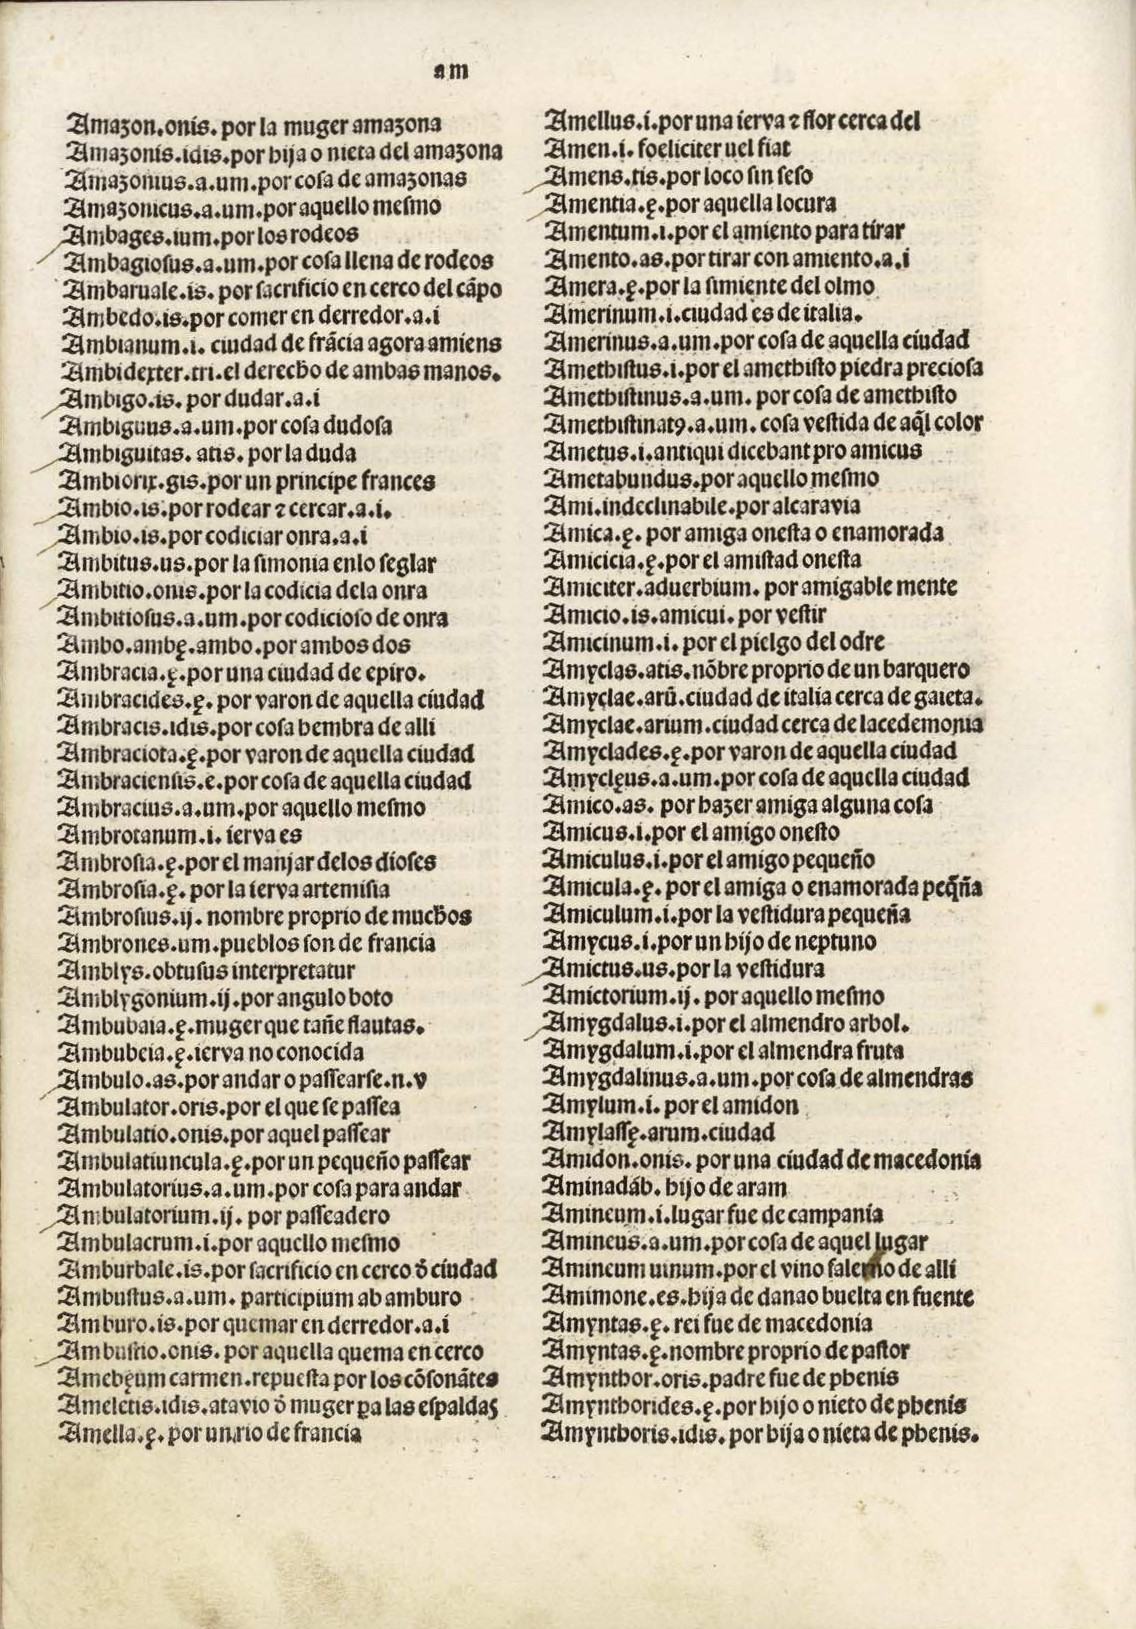 am
Amazon.onis. por la muger amazona
Amazonis.idis.por hija o nieta del amazona
Amazonius.a.um.por cosa de amazonas
Amazonicus.a.um.por aquello mesmo
Ambages.ium.por los rodeos
Ambagiosus.a.um.por cosa llena de rodeos
Ambaruale.is. por sacrificio en cerco del cãpo
Ambedo.is.por comer en derredor.a.i
Ambianum.i. ciudad de frãcia agora amiens
Ambidexter.tri.el derecho de ambas manos.
Ambigo.is. por dudar.a.i
Ambiguus.a.um.por cosa dudosa
Ambiguitas. atis. por la duda
Ambiorix.gis.por un principe frances
Ambio.is.por rodear ⁊ cercar.a.i.
Ambio.is.por codiciar onra.a.i
Ambitus.us.por la simonia enlo seglar
Ambitio.onis.por la codicia dela onra
Ambitiosus.a.um.por codicioso de onra
Ambo.ambę.ambo.por ambos dos
Ambracia.ę.por una ciudad de epiro.
Ambracides.ę. por varon de aquella ciudad
Ambracis.idis.por cosa hembra de alli
Ambraciota.ę.por varon de aquella ciudad
Ambraciensis.e.por cosa de aquella ciudad
Ambracius.a.um.por aquello mesmo
Ambrotanum.i. ierva es
Ambrosia.ę.por el manjar delos dioses
Ambrosia.ę. por la ierva artemisia
Ambrosius.ij. nombre proprio de muchos
Ambrones.um.pueblos son de francia
Amblys.obtusus interpretatur
Amblygonium.ij.por angulo boto
Ambubaia.ę.muger que tañe flautas.
Ambubeia.ę.ierva no conocida
Ambulo.as.por andar o passearse.n.v
Ambulator.oris.por el que se passea
Ambulatio.onis.por aquel passear
Ambulatiuncula.ę.por un pequeño passear
Ambulatorius.a.um.por cosa para andar
Ambulatorium.ij. por passeadero
Ambulacrum.i.por aquello mesmo
Amburbale.is.por sacrificio en cerco õ ciudad
Ambustus.a.um. participium ab amburo
Amburo.is.por quemar en derredor.a.i
Ambustio.onis. por aquella quema en cerco
Amebęum carmen.repuesta por los cõsonãtes
Ameletis.idis.atavio õ muger ꝑa las espaldas
Amella.ę. por un rio de francia
Amellus.i.por una ierva ⁊ flor cerca del
Amen.i. foeliciter uel fiat
Amens.tis.por loco sin seso
Amentia.ę.por aquella locura
Amentum.i.por el amiento para tirar
Amento.as.por tirar con amiento.a.i
Amera.ę.por la simiente del olmo
Amerinum.i.ciudad es de italia.
Amerinus.a.um.por cosa de aquella ciudad
Amethistus.i.por el amethisto piedra preciosa
Amethistinus.a.um. por cosa de amethisto
Amethistinatꝰ.a.um. cosa vestida de aq̃l color
Ametus.i.antiqui dicebant pro amicus
Ametabundus.por aquello mesmo
Ami.indeclinabile.por alcaravia
Amica.ę. por amiga onesta o enamorada
Amicicia.ę.por el amistad onesta
Amiciter.aduerbium. por amigable mente
Amicio.is.amicui. por vestir
Amicinum.i. por el pielgo del odre
Amyclas.atis.nõbre proprio de un barquero
Amyclae.arũ.ciudad de italia cerca de gaieta.
Amyclae.arium.ciudad cerca de lacedemonia
Amyclades.ę.por varon de aquella ciudad
Amyclęus.a.um.por cosa de aquella ciudad
Amico.as. por hazer amiga alguna cosa
Amicus.i.por el amigo onesto
Amiculus.i.por el amigo pequeño
Amicula.ę. por el amiga o enamorada peq̃ña
Amiculum.i.por la vestidura pequeña
Amycus.i.por un hijo de neptuno
Amictus.us.por la vestidura
Amictorium.ij. por aquello mesmo
Amygdalus.i.por el almendro arbol.
Amygdalum.i.por el almendra fruta
Amygdalinus.a.um.por cosa de almendras
Amylum.i. por el amidon
Amylassę.arum.ciudad
Amidon.onis. por una ciudad de macedonia
Aminadáb. hijo de aram
Amineum.i.lugar fue de campania
Amineus.a.um.por cosa de aquel lugar
Amineum uinum.por el vino salerno de alli
Amimone.es.hija de danao buelta en fuente
Amyntas.ę. rei fue de macedonia
Amyntas.ę.nombre proprio de pastor
Amynthor.oris.padre fue de phenis
Amynthorides.ę.por hijo o nieto de phenis
Amynthoris.idis. por hija o nieta de phenis.